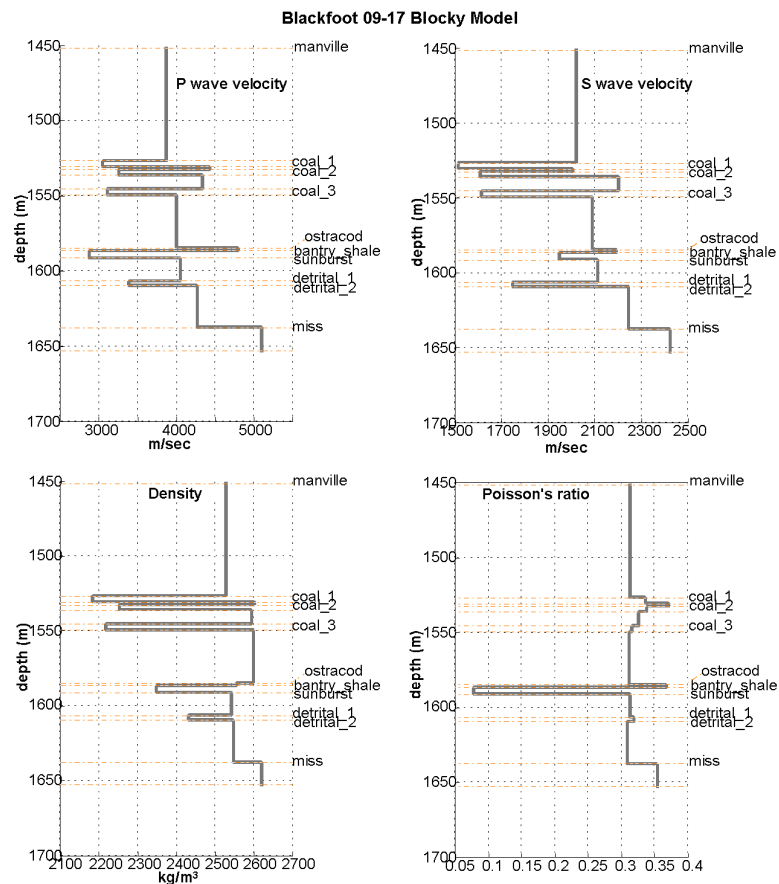 Blackfoot 09-17 Blocky Model
P wave velocity
1450
1500
1550
1600
1650
1700
depth (m)
manville
coal_1
coal_2
coal_3
ostracod
bantry_shale
sunburst
detrital_1
detrital_2
miss
3000 4000 5000
m/sec
S wave velocity
1450
1500
1550
1600
1650
1700
depth (m)
manville
coal_1
coal_2
coal_3
ostracod
bantry_shale
sunburst
detrital_1
detrital_2
miss
1500 1700 1900 2100 2300 2500
m/sec
Density
1450
1500
1550
1600
1650
1700
depth (m)
manville
coal_1
coal_2
coal_3
ostracod
bantry_shale
sunburst
detrital_1
detrital_2
miss
2100 2200 2300 2400 2500 2600 2700
kg/m³
Poisson's ratio
1450
1500
1550
1600
1650
1700
depth (m)
manville
coal_1
coal_2
coal_3
ostracod
bantry_shale
sunburst
detrital_1
detrital_2
miss
0.05 0.1 0.15 0.2 0.25 0.3 0.35 0.4